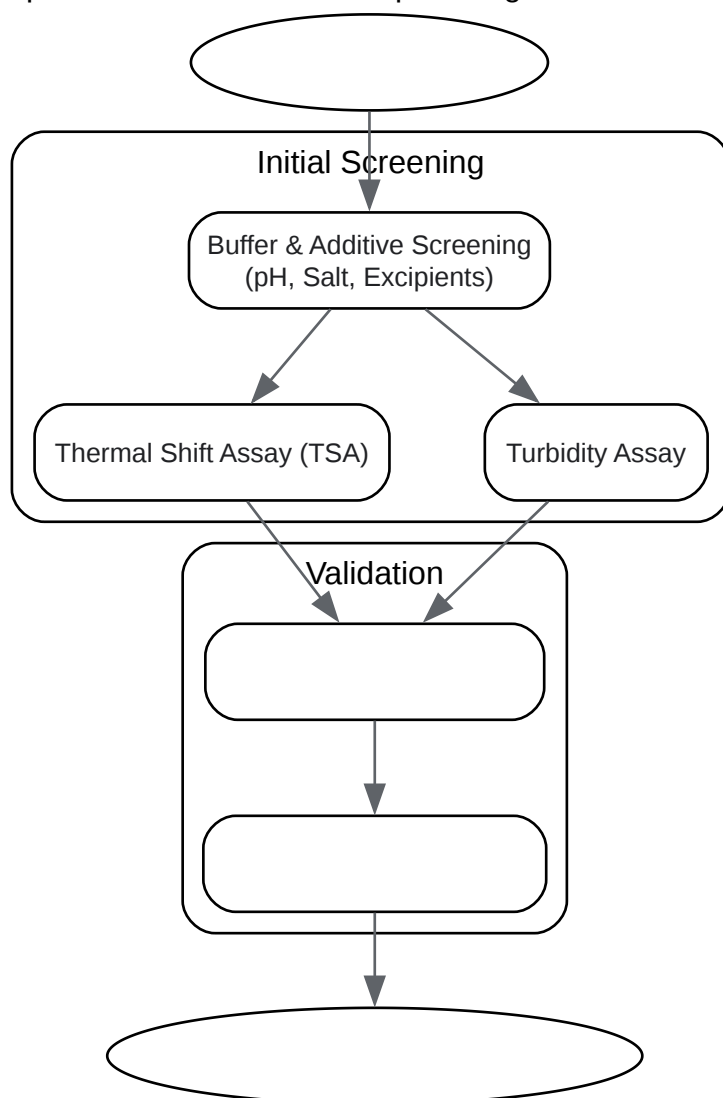 Initial Screening
Buffer & Additive Screening
(pH, Salt, Excipients)
Thermal Shift Assay (TSA)
Turbidity Assay
Validation